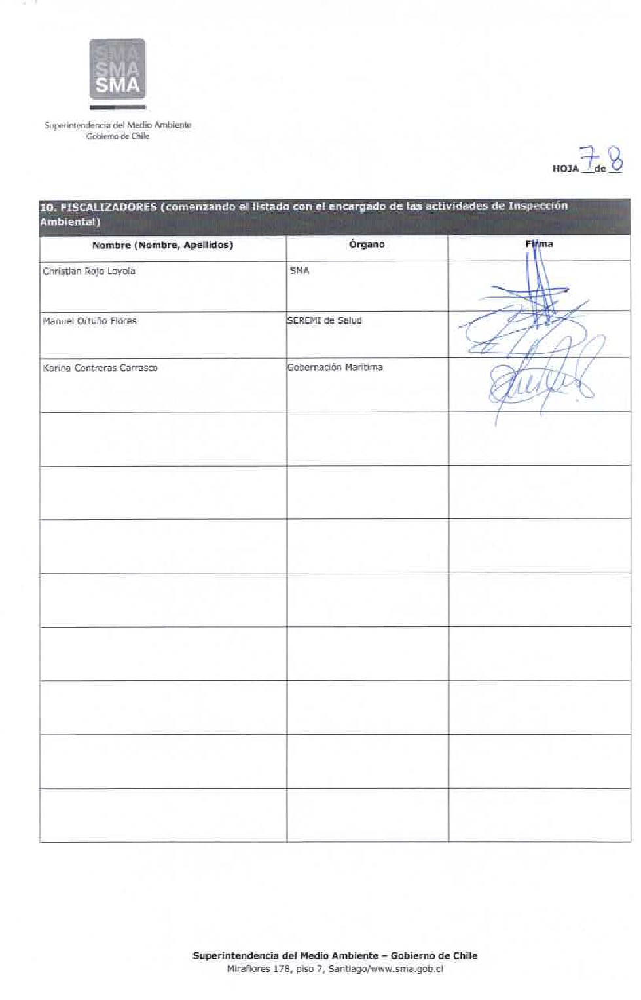 SMA
SMA
SMA
Superintendencia del Medio Ambiente
Gobierno de Chile
HOJA 7 de 8
10. FISCALIZADORES (comenzando el listado con el encargado de las actividades de Inspección
Ambiental)
Nombre (Nombre, Apellidos) Órgano Firma
Christian Rojo Loyola SMA
Manuel Ortuño Flores SEREMI de Salud
Karina Contreras Carrasco Gobernación Marítima
Superintendencia del Medio Ambiente – Gobierno de Chile
Miraflores 178, piso 7, Santiago/www.sma.gob.cl